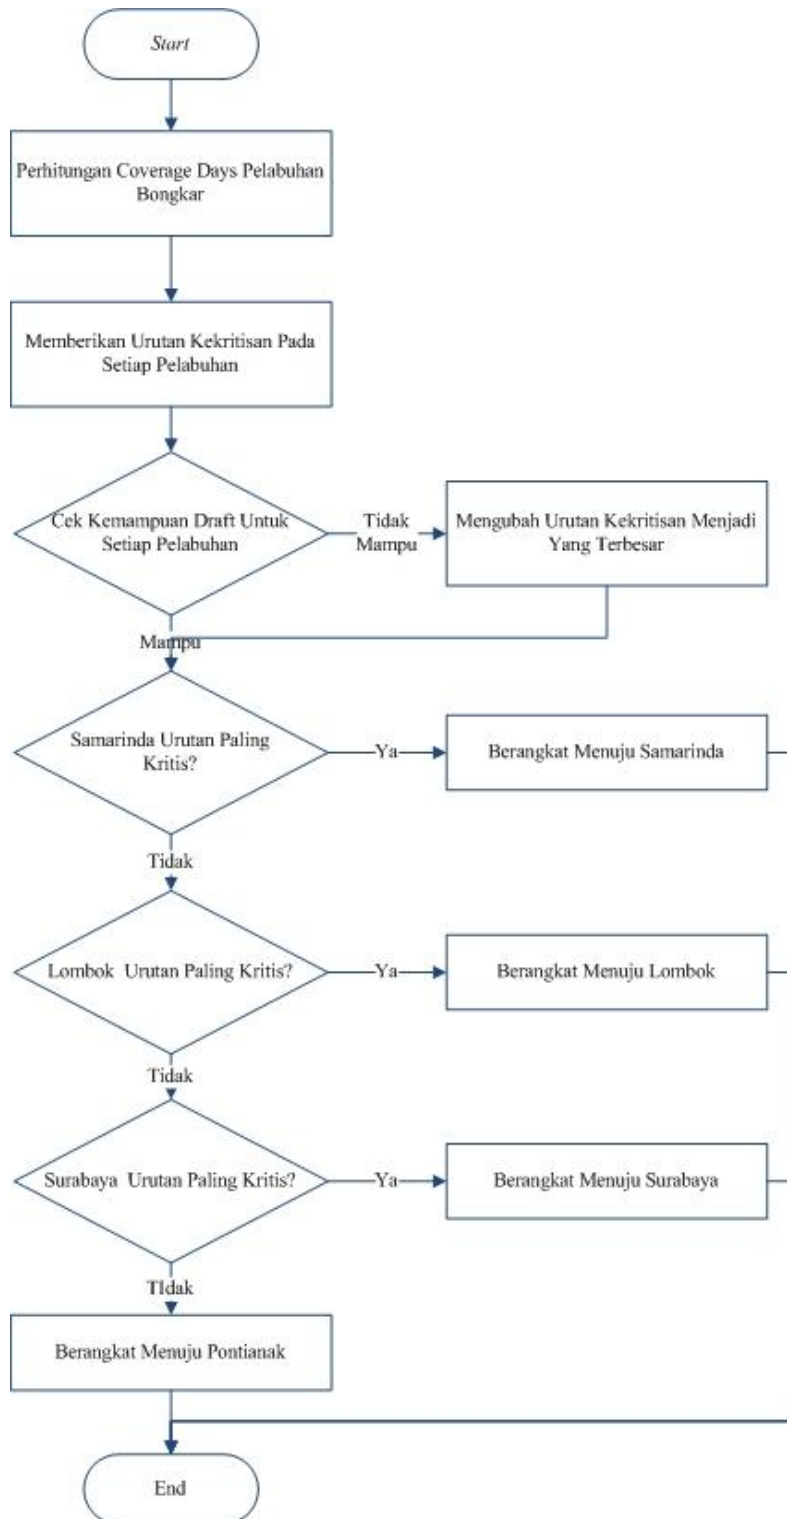 Start
Perhitungan Coverage Days Pelabuhan
Bongkar
Memberikan Urutan Kekritisan Pada
Setiap Pelabuhan
Cek Kemampuan Draft Untuk
Setiap Pelabuhan
Tidak
Mampu
Mengubah Urutan Kekritisan Menjadi
Yang Terbesar
Mampu
Samarinda Urutan Paling
Kritis?
Ya
Berangkat Menuju Samarinda
Tidak
Lombok Urutan Paling Kritis?
Ya
Berangkat Menuju Lombok
Tidak
Surabaya Urutan Paling Kritis?
Ya
Berangkat Menuju Surabaya
TIdak
Berangkat Menuju Pontianak
End